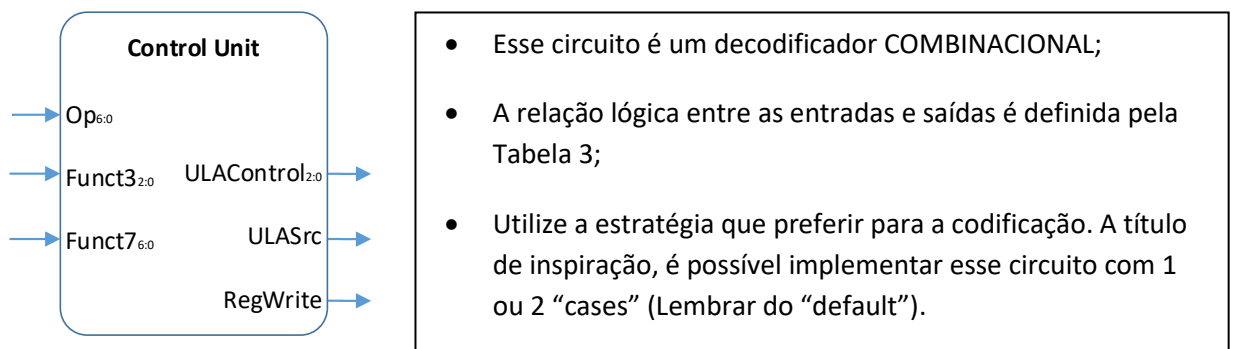 Control Unit
Op6:0
Funct32:0
ULAControl2:0
Funct76:0
ULASrc
RegWrite
• Esse circuito é um decodificador COMBINACIONAL;
• A relação lógica entre as entradas e saídas é definida pela
Tabela 3;
• Utilize a estratégia que preferir para a codificação. A título
de inspiração, é possível implementar esse circuito com 1
ou 2 “cases” (Lembrar do “default”).